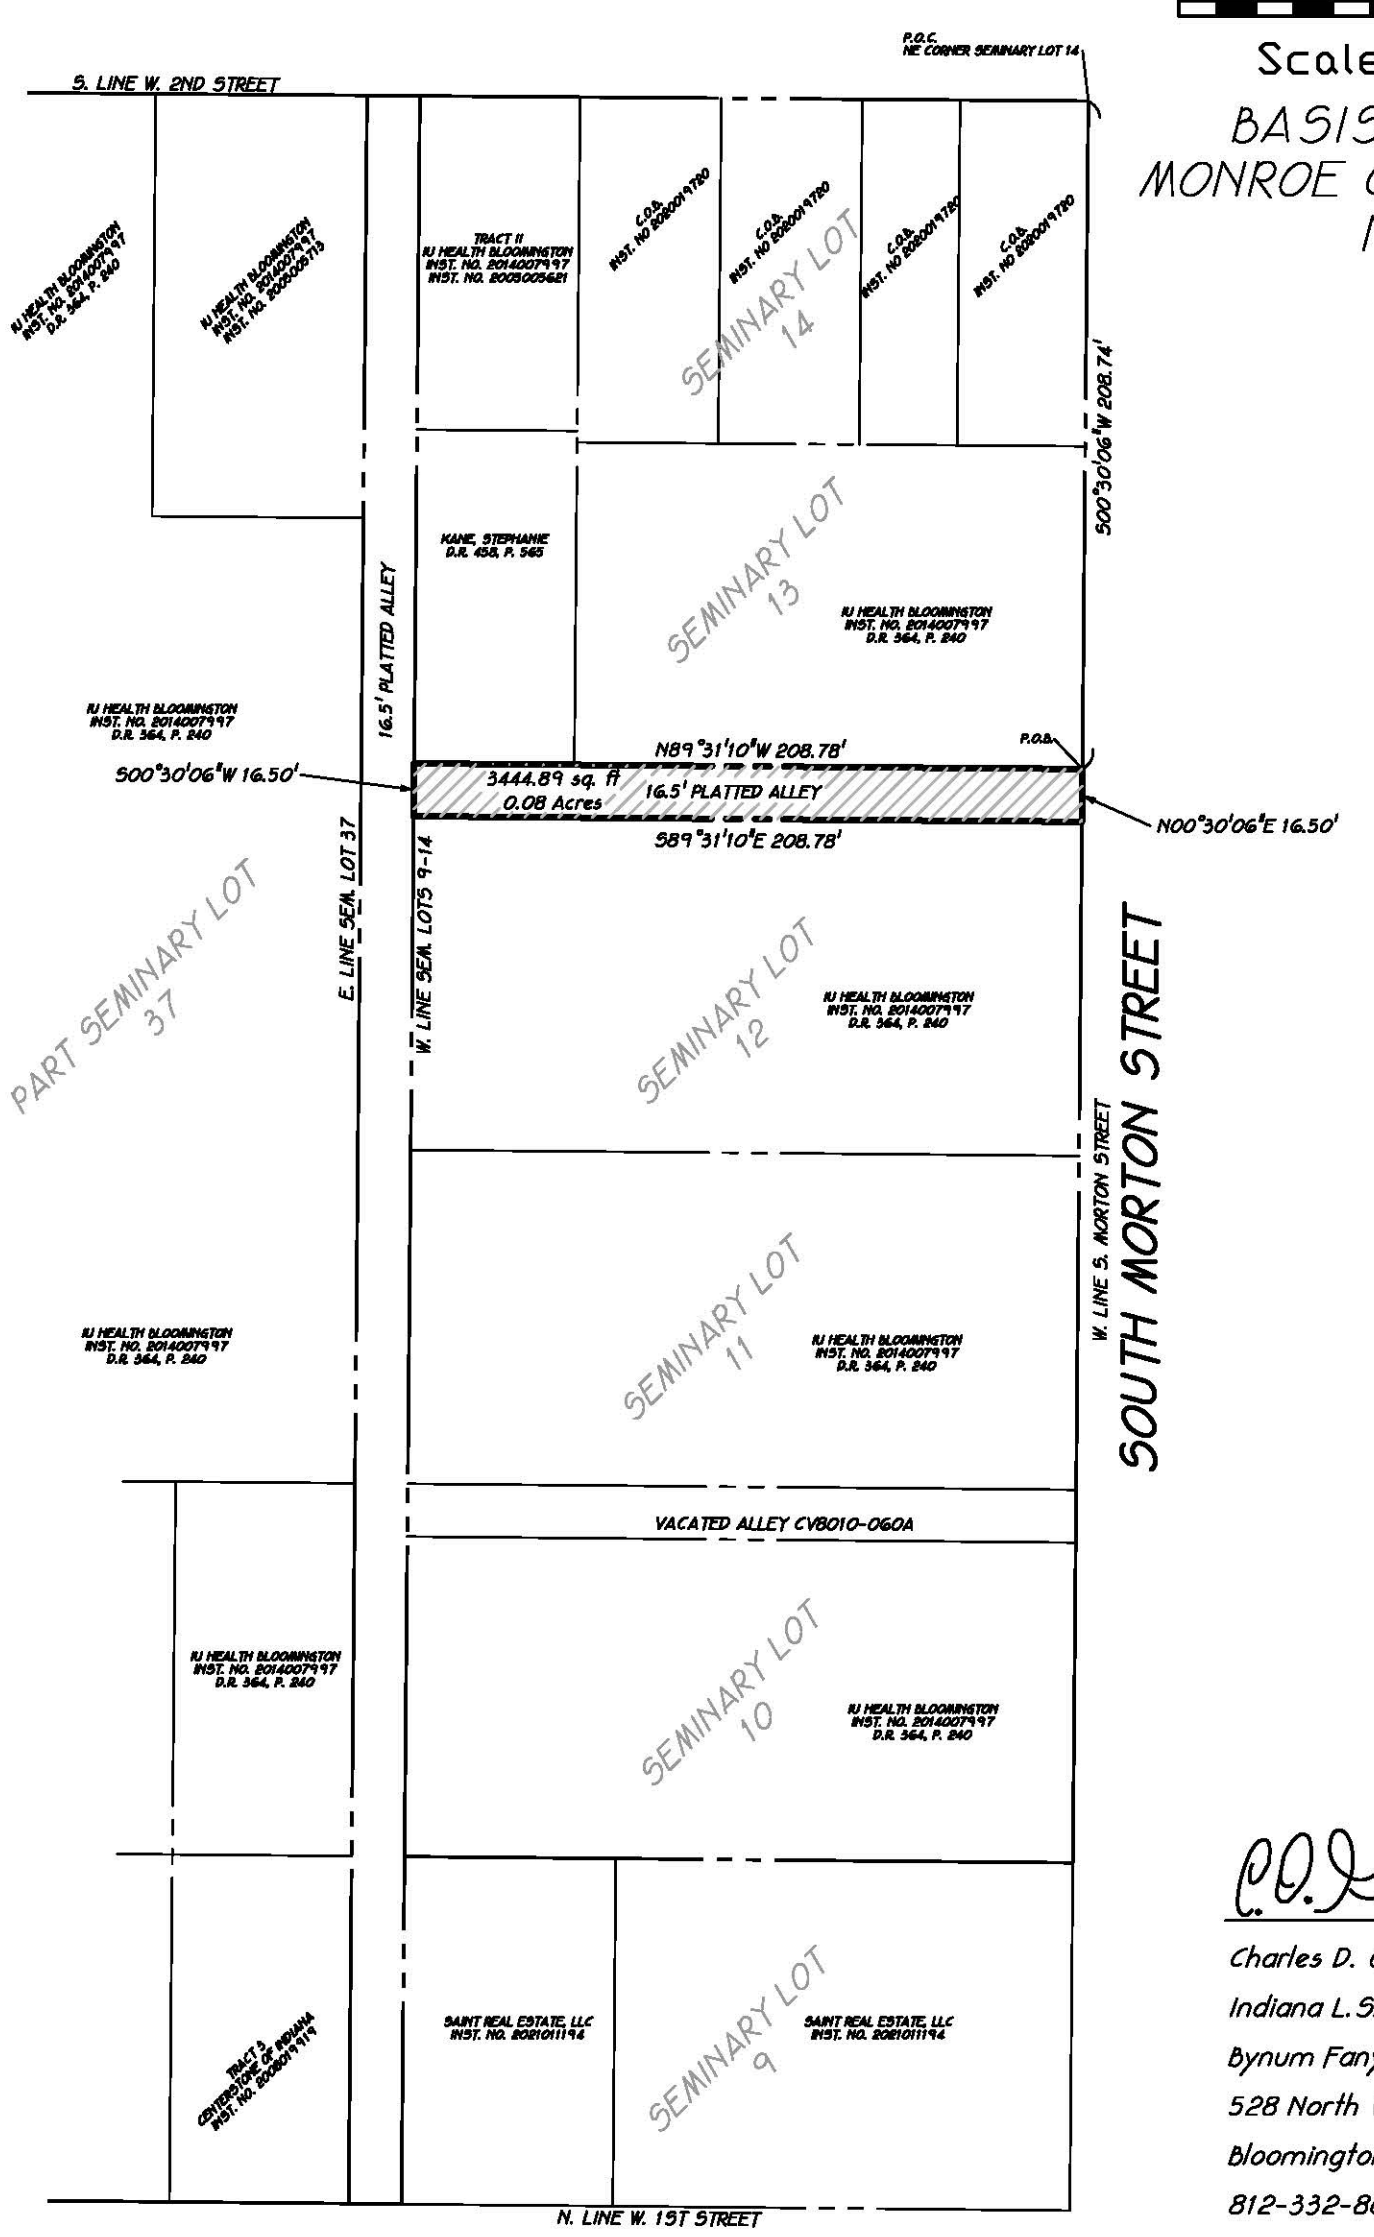 P.O.C.
NE CORNER SEMINARY LOT 14
Scale
BASIS
MONROE
S. LINE W. 2ND STREET
IU HEALTH BLOOMINGTON
INST. NO. 2014007997
D.R. 364, P. 240
IU HEALTH BLOOMINGTON
INST. NO. 2014007997
INST. NO. 2005005713
TRACT 11
IU HEALTH BLOOMINGTON
INST. NO. 2014007997
INST. NO. 2005005621
C.O.B.
INST. NO 2020019720
C.O.B.
INST. NO 2020019720
C.O.B.
INST. NO 2020019720
C.O.B.
INST. NO 2020019720
SEMINARY LOT
14
S00°30'06"W 208.74'
KANE, STEPHANIE
D.R. 458, P. 565
SEMINARY LOT
13
16.5' PLATTED ALLEY
IU HEALTH BLOOMINGTON
INST. NO. 2014007997
D.R. 364, P. 240
IU HEALTH BLOOMINGTON
INST. NO. 2014007997
D.R. 364, P. 240
P.O.B.
N89°31'10"W 208.78'
S00°30'06"W 16.50'
3444.89 sq. ft
0.08 Acres
16.5' PLATTED ALLEY
N00°30'06"E 16.50'
S89°31'10"E 208.78'
E. LINE SEM. LOT 37
W. LINE SEM. LOTS 9-14
PART SEMINARY LOT
37
SEMINARY LOT
12
IU HEALTH BLOOMINGTON
INST. NO. 2014007997
D.R. 364, P. 240
SOUTH MORTON STREET
W. LINE S. MORTON STREET
IU HEALTH BLOOMINGTON
INST. NO. 2014007997
D.R. 364, P. 240
SEMINARY LOT
11
IU HEALTH BLOOMINGTON
INST. NO. 2014007997
D.R. 364, P. 240
VACATED ALLEY CV8010-060A
IU HEALTH BLOOMINGTON
INST. NO. 2014007997
D.R. 364, P. 240
SEMINARY LOT
10
IU HEALTH BLOOMINGTON
INST. NO. 2014007997
D.R. 364, P. 240
TRACT 3
CENTERSTONE OF INDIANA
INST. NO. 2008019919
SAINT REAL ESTATE, LLC
INST. NO. 2021011194
SEMINARY LOT
9
SAINT REAL ESTATE, LLC
INST. NO. 2021011194
Charles D.
Indiana L.S.
Bynum Fany
528 North
Bloomington
812-332-80
N. LINE W. 1ST STREET